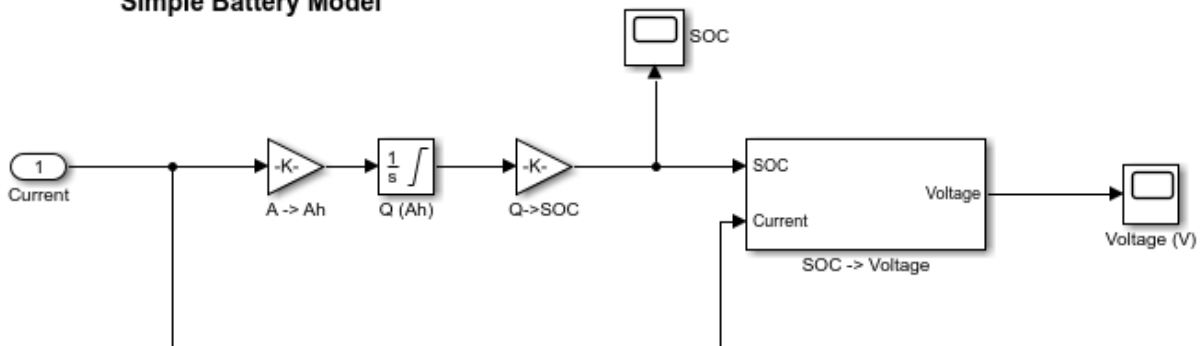 Simple Battery Model
SOC
1
Current
-K-
A -> Ah
1
s
Q (Ah)
-K-
Q->SOC
SOC
Current
Voltage
SOC -> Voltage
Voltage (V)